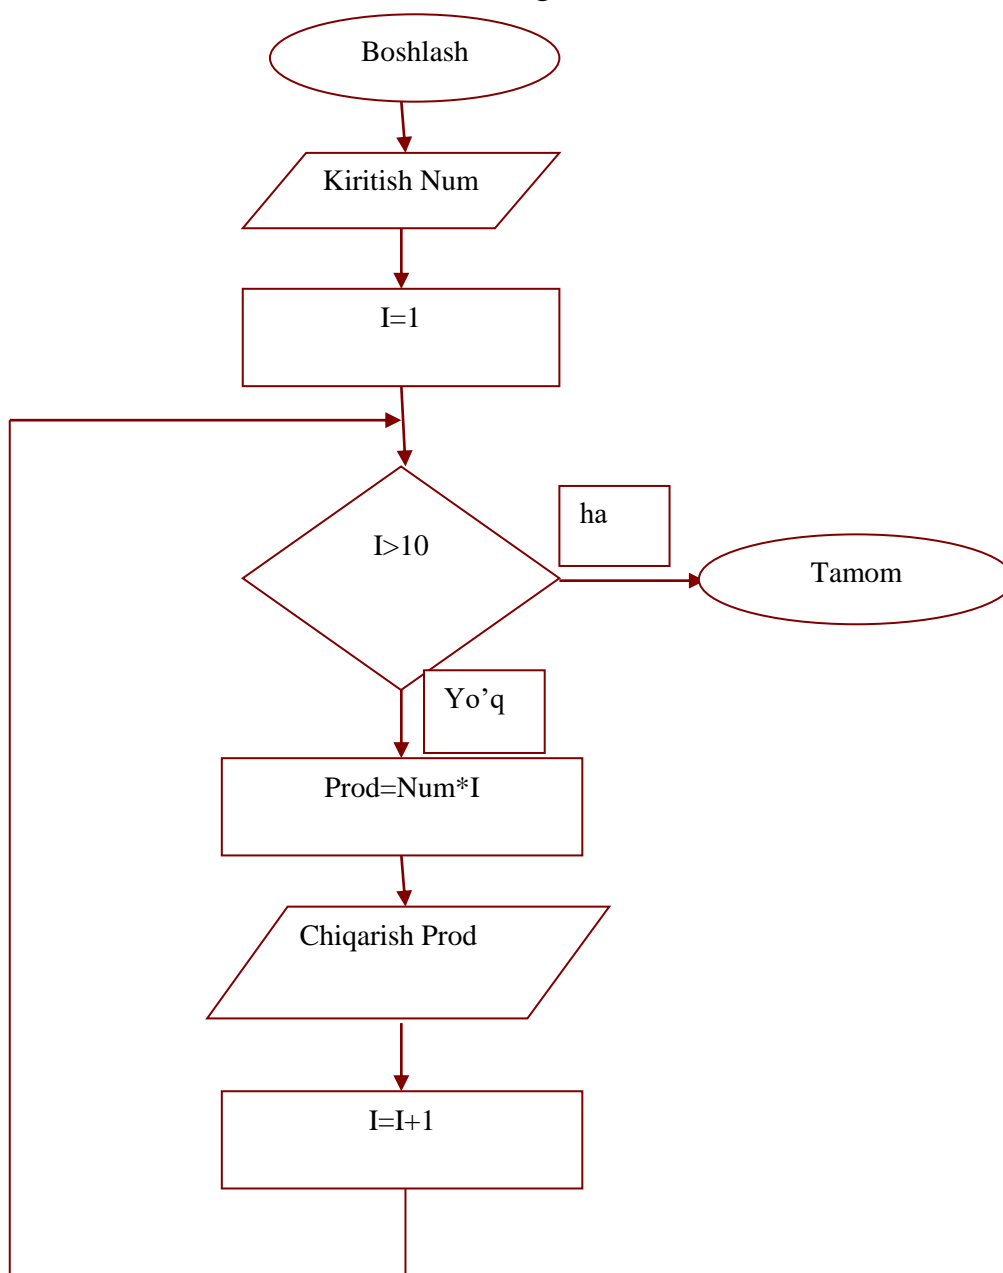 Boshlash
Kiritish Num
I=1
I>10
ha
Tamom
Yo’q
Prod=Num*I
Chiqarish Prod
I=I+1